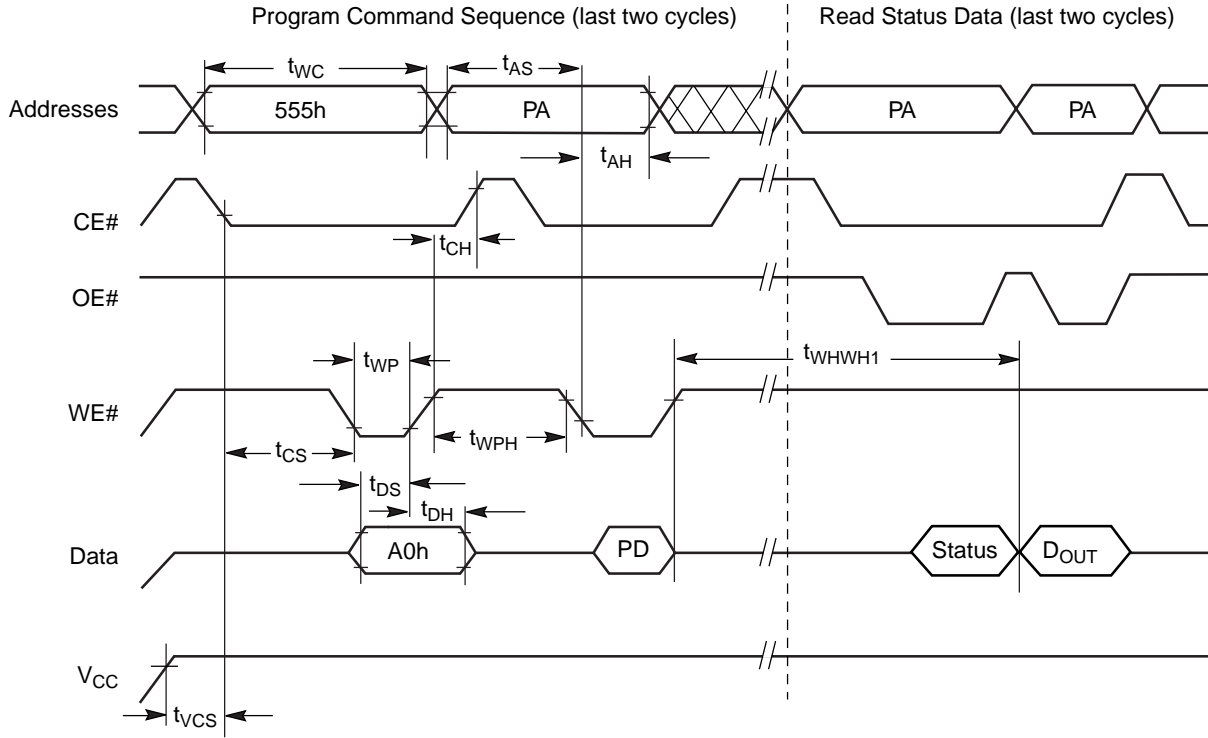 Program Command Sequence (last two cycles) Read Status Data (last two cycles)
tWC tAS
Addresses 555h PA PA PA
tAH
CE#
tCH
OE#
tWP tWHWH1
WE#
tCS tWPH
tDS
tDH
Data A0h PD Status DOUT
VCC
tVCS